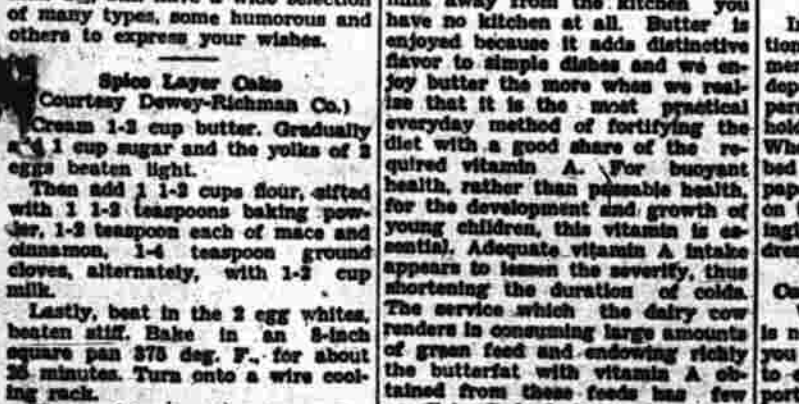 of many types, some humorous and
others to express your wishes.
Spice Layer Cake
Courtesy Dewey-Richman Co.)
Cream 1-2 cup butter. Gradually
add 1 cup sugar and the yolks of 2
eggs beaten light.
Then add 1 1-2 cups flour, sifted
with 1 1-2 teaspoons baking pow-
der, 1-2 teaspoon each of mace and
cinnamon, 1-4 teaspoon ground
cloves, alternately, with 1-2 cup
milk.
Lastly, beat in the 2 egg whites,
beaten stiff. Bake in an 8-inch
square pan 375 deg. F., for about
35 minutes. Turn onto a wire cool-
ing rack.
milk away from the kitchen you
have no kitchen at all. Butter is
enjoyed because it adds distinctive
flavor to simple dishes and we en-
joy butter the more when we real-
ise that it is the most practical
everyday method of fortifying the
diet with a good share of the re-
quired vitamin A. For buoyant
health, rather than passable health,
for the development and growth of
young children, this vitamin is es-
sential. Adequate vitamin A intake
appears to lessen the severity, thus
shortening the duration of colds.
The service which the dairy cow
renders in consuming large amounts
of green feed and endowing richly
the butterfat with vitamin A ob-
tained from these feeds has few